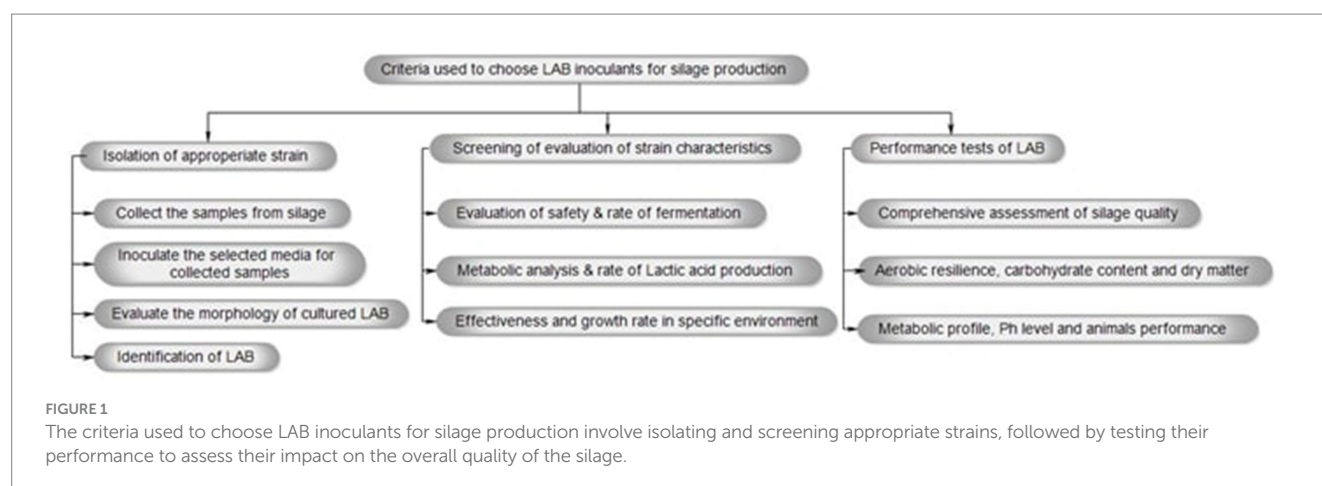 Criteria used to choose LAB inoculants for silage production
Isolation of approperiate strain
Collect the samples from silage
Inoculate the selected media for
collected samples
Evaluate the morphology of cultured LAB
Identification of LAB
Screening of evaluation of strain characteristics
Evaluation of safety & rate of fermentation
Metabolic analysis & rate of Lactic acid production
Effectiveness and growth rate in specific environment
Performance tests of LAB
Comprehensive assessment of silage quality
Aerobic resilience, carbohydrate content and dry matter
Metabolic profile, Ph level and animals performance
FIGURE 1
The criteria used to choose LAB inoculants for silage production involve isolating and screening appropriate strains, followed by testing their
performance to assess their impact on the overall quality of the silage.